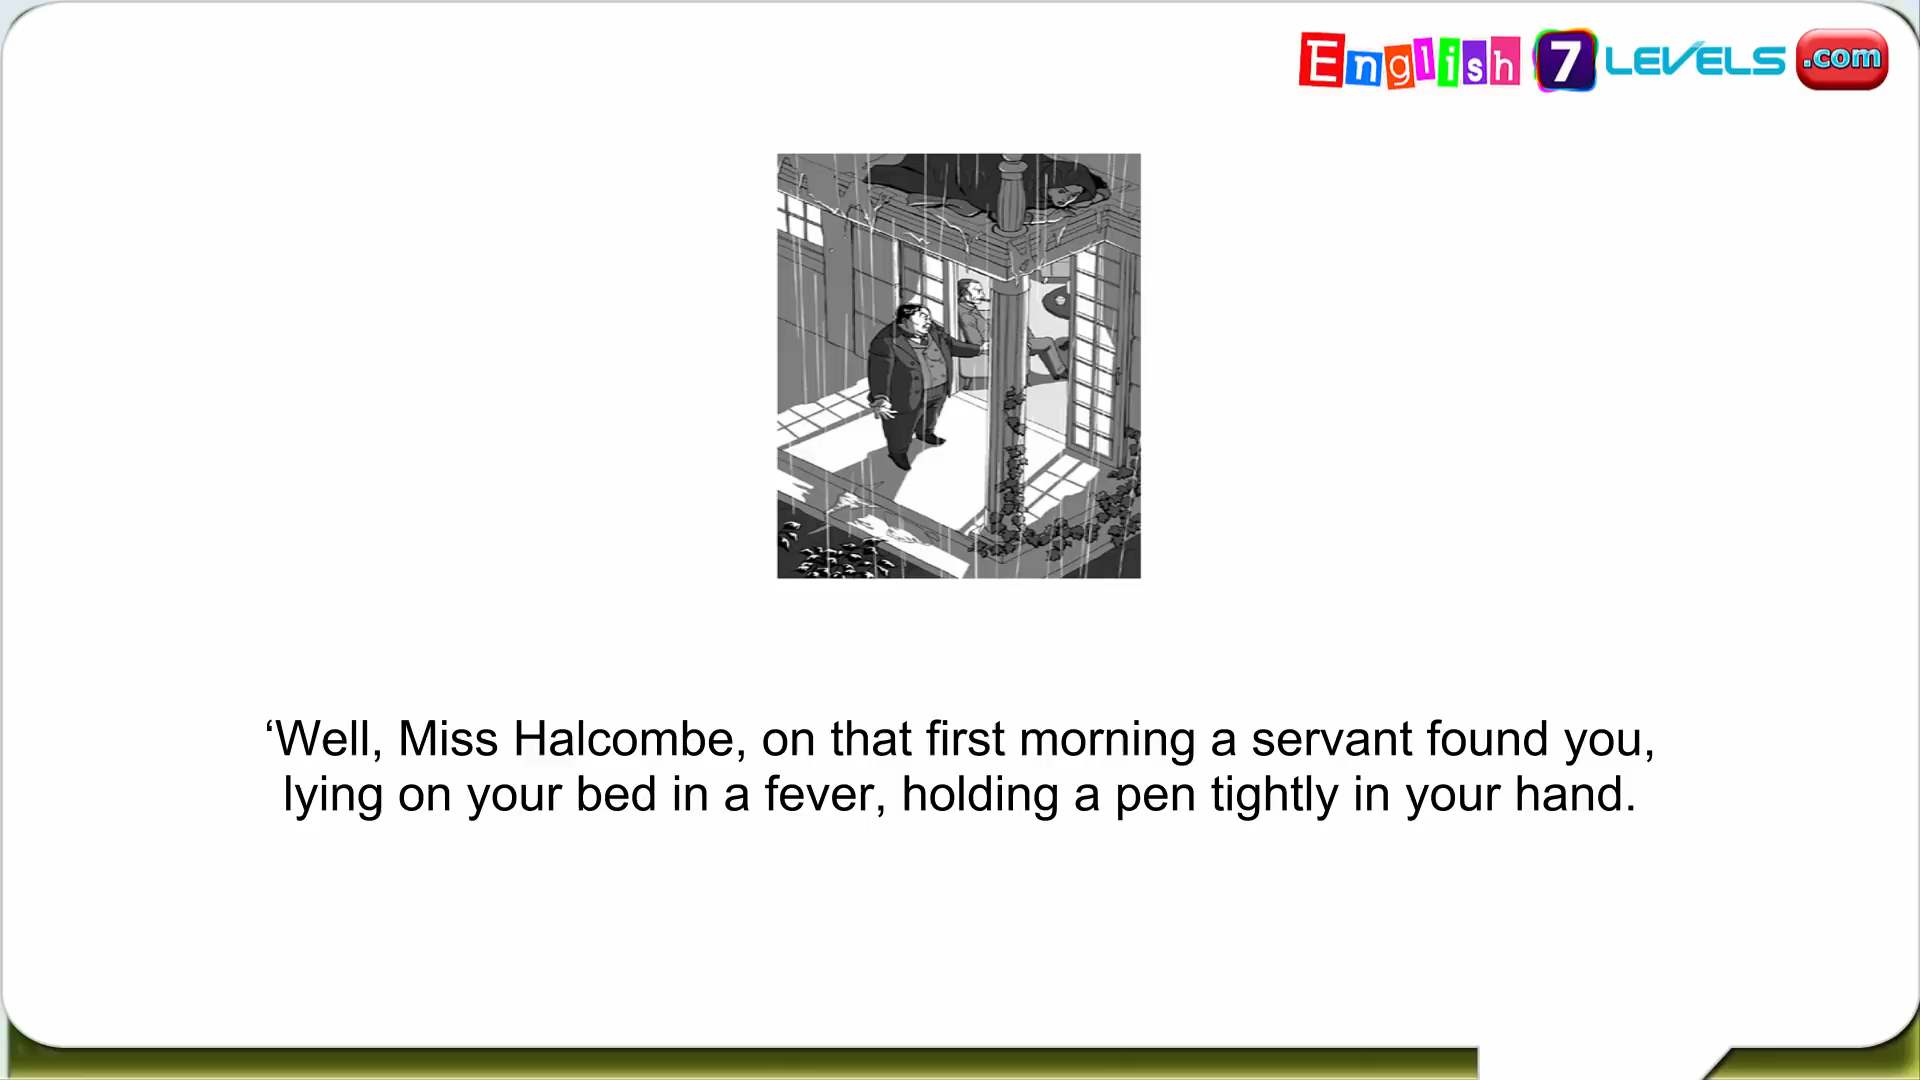 English 7 LEVELS .com
‘Well, Miss Halcombe, on that first morning a servant found you,
lying on your bed in a fever, holding a pen tightly in your hand.